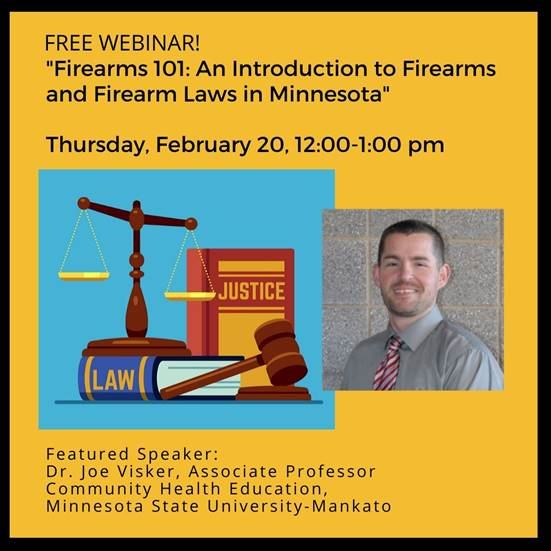 FREE WEBINAR!
"Firearms 101: An Introduction to Firearms
and Firearm Laws in Minnesota"
Thursday, February 20, 12:00-1:00 pm
JUSTICE
LAW
Featured Speaker:
Dr. Joe Visker, Associate Professor
Community Health Education,
Minnesota State University-Mankato